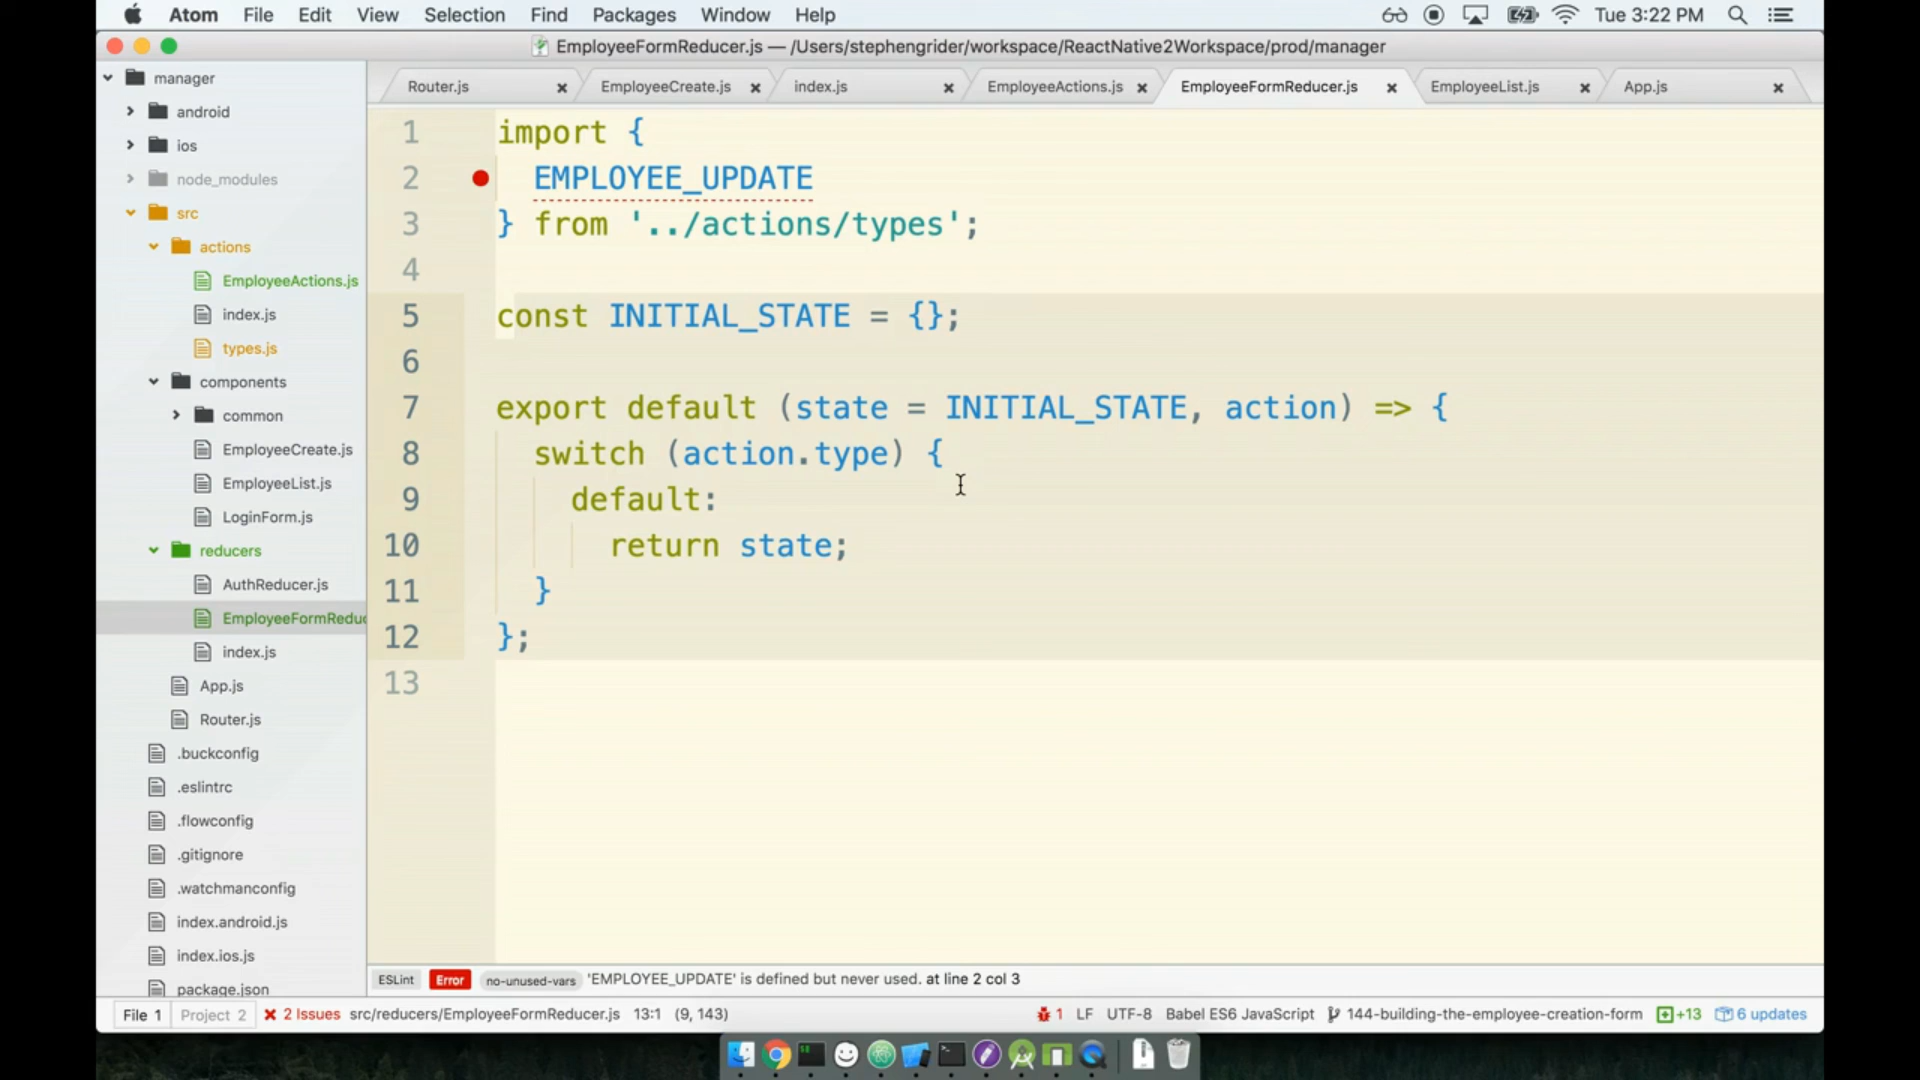 Atom File Edit View Selection Find Packages Window Help Tue 3:22 PM
EmployeeFormReducer.js — /Users/stephengrider/workspace/ReactNative2Workspace/prod/manager
Router.js EmployeeCreate.js index.js EmployeeActions.js EmployeeFormReducer.js EmployeeList.js App.js
manager
android
ios
node_modules
src
actions
EmployeeActions.js
index.js
types.js
components
common
EmployeeCreate.js
EmployeeList.js
LoginForm.js
reducers
AuthReducer.js
EmployeeFormReduc
index.js
App.js
Router.js
.buckconfig
.eslintrc
.flowconfig
.gitignore
.watchmanconfig
index.android.js
index.ios.js
package.json
1 import {
2 EMPLOYEE_UPDATE
3 } from '../actions/types';
4
5 const INITIAL_STATE = {};
6
7 export default (state = INITIAL_STATE, action) => {
8 switch (action.type) {
9 default:
10 return state;
11 }
12 };
13
ESLint Error no-unused-vars 'EMPLOYEE_UPDATE' is defined but never used. at line 2 col 3
File 1 Project 2 2 Issues src/reducers/EmployeeFormReducer.js 13:1 (9, 143) 1 LF UTF-8 Babel ES6 JavaScript 144-building-the-employee-creation-form +13 6 updates